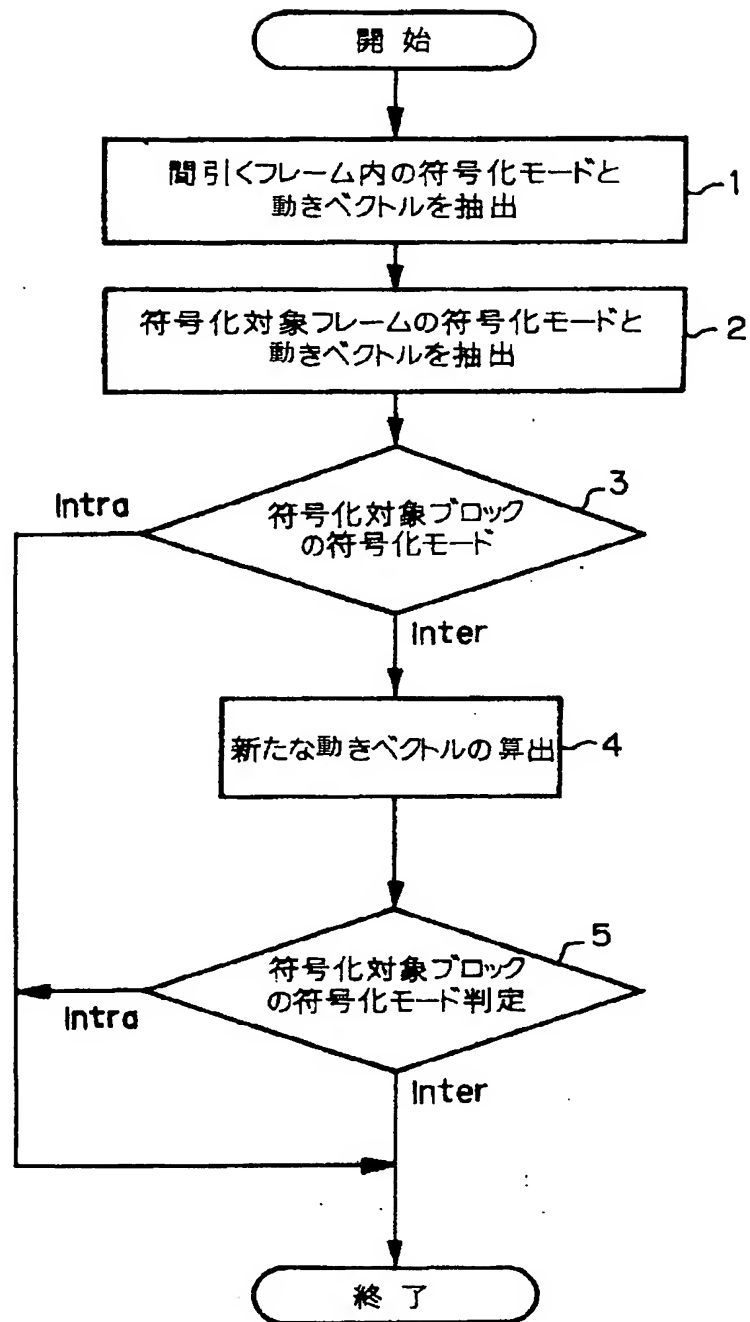 開始
間引くフレーム内の符号化モードと
動きベクトルを抽出
1
符号化対象フレームの符号化モードと
動きベクトルを抽出
2
3
Intra
符号化対象ブロック
の符号化モード
Inter
新たな動きベクトルの算出
4
5
符号化対象ブロック
の符号化モード判定
Intra
Inter
終了